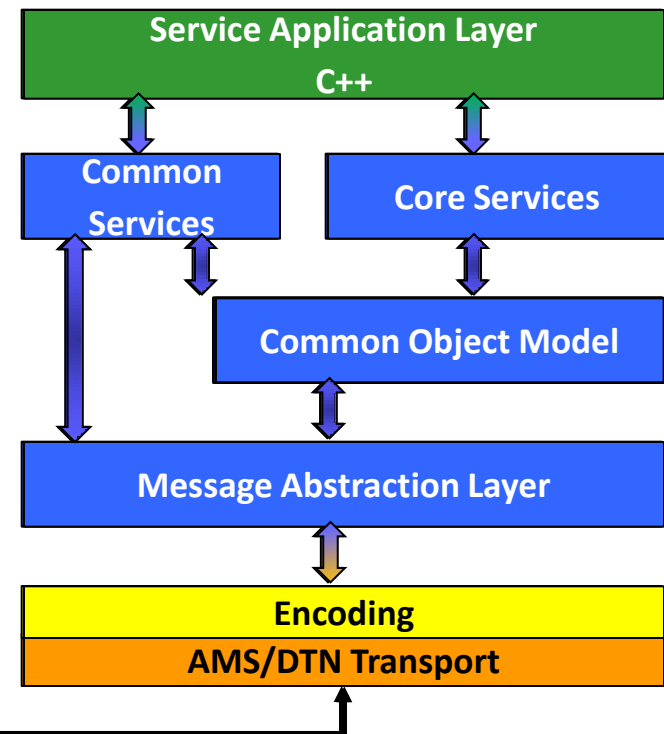 Service Application Layer
C++
Common
Services
Core Services
Common Object Model
Message Abstraction Layer
Encoding
AMS/DTN Transport